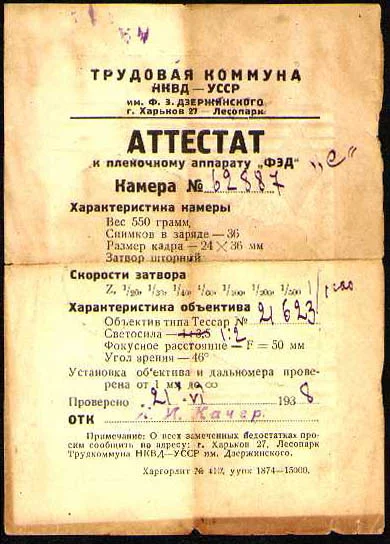 ТРУДОВАЯ КОММУНА
НКВД—УССР
им. Ф. Э. ДЗЕРЖИНСКОГО
г. Харьков 27 — Лесопарк
АТТЕСТАТ
к пленочному аппарату „ФЭД" „С"
Камера № 62887
Характеристика камеры
Вес 550 грамм
Снимков в заряде — 36
Размер кадра — 24 × 36 мм
Затвор шторный
Скорости затвора
Z, 1/20, 1/30, 1/40, 1/60, 1/100, 1/200, 1/500 1/1000
Характеристика объектива
Объектив типа Тессар № 21623
Светосила — 1:3,5 1:2
Фокусное расстояние — F = 50 мм
Угол зрения — 46°
Установка об'ектива и дальномера прове-
рена от 1 м до ∞
Проверено 21 VI 1938
ОТК И. Качер.
Примечание: О всех замеченных недостатках про-
сим сообщить по адресу: г. Харьков 27, Лесопарк
Трудкоммуна НКВД—УССР им. Дзержинского.
Харгорлит № 1874—15000.